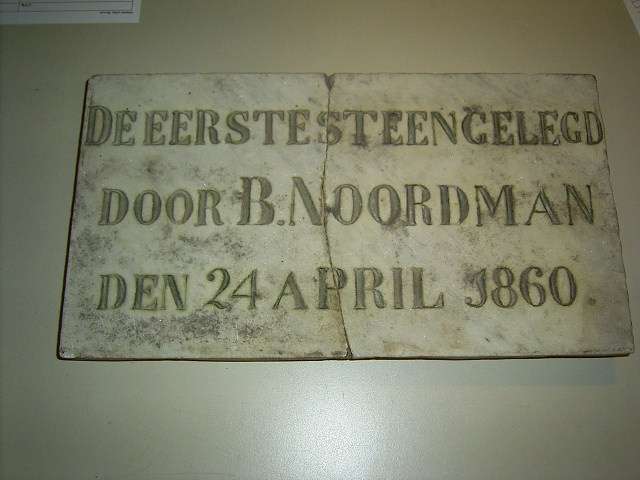 DE EERSTE STEEN GELEGD
DOOR B. NOORDMAN
DEN 24 APRIL 1860